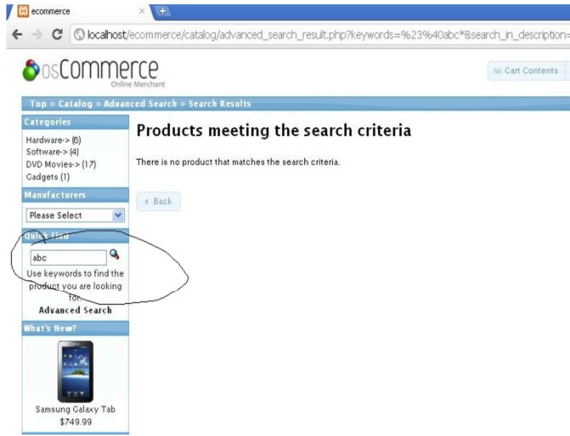 ecommerce
localhost/ecommerce/catalog/advanced_search_result.php?keywords=%23%40abc*&search_in_description=
osCommerce
Online Merchant
Cart Contents
Top » Catalog » Advanced Search » Search Results
Categories
Hardware-> (6)
Software-> (4)
DVD Movies-> (17)
Gadgets (1)
Manufacturers
Please Select
Quick Find
abc
Use keywords to find the
product you are looking
for.
Advanced Search
What's New?
Samsung Galaxy Tab
$749.99
Products meeting the search criteria
There is no product that matches the search criteria.
Back